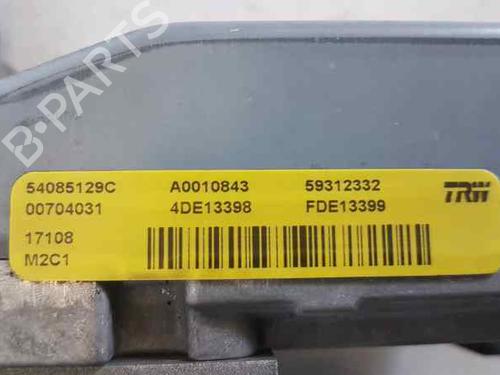 B-PARTS
54085129C A0010843 59312332 TRW
00704031 4DE13398 FDE13399
17108
M2C1